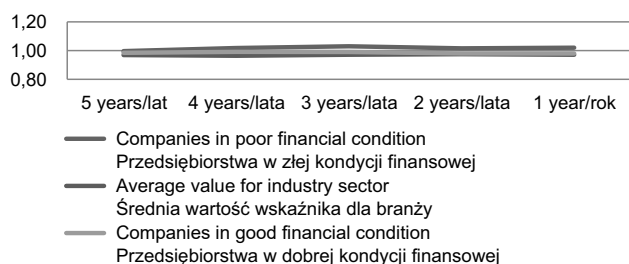 1,20
1,00
0,80
5 years/lat 4 years/lata 3 years/lata 2 years/lata 1 year/rok
Companies in poor financial condition
Przedsiębiorstwa w złej kondycji finansowej
Average value for industry sector
Średnia wartość wskaźnika dla branży
Companies in good financial condition
Przedsiębiorstwa w dobrej kondycji finansowej